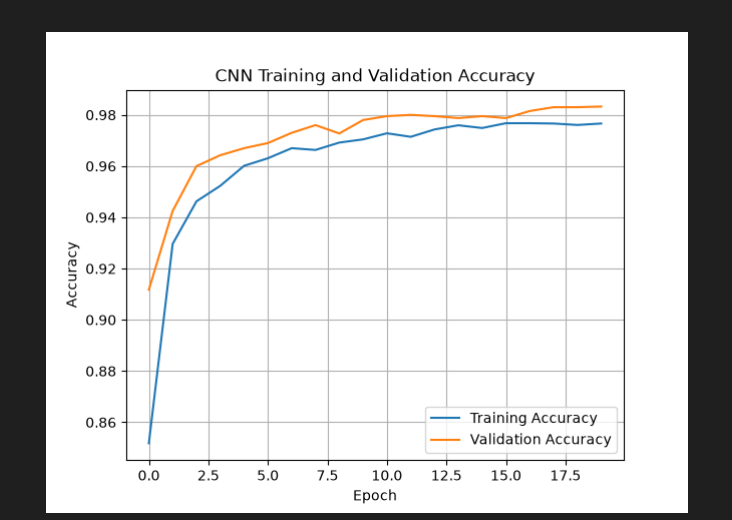 CNN Training and Validation Accuracy
0.98
0.96
0.94
0.92
0.90
0.88
0.86
Accuracy
Training Accuracy
Validation Accuracy
0.0 2.5 5.0 7.5 10.0 12.5 15.0 17.5
Epoch